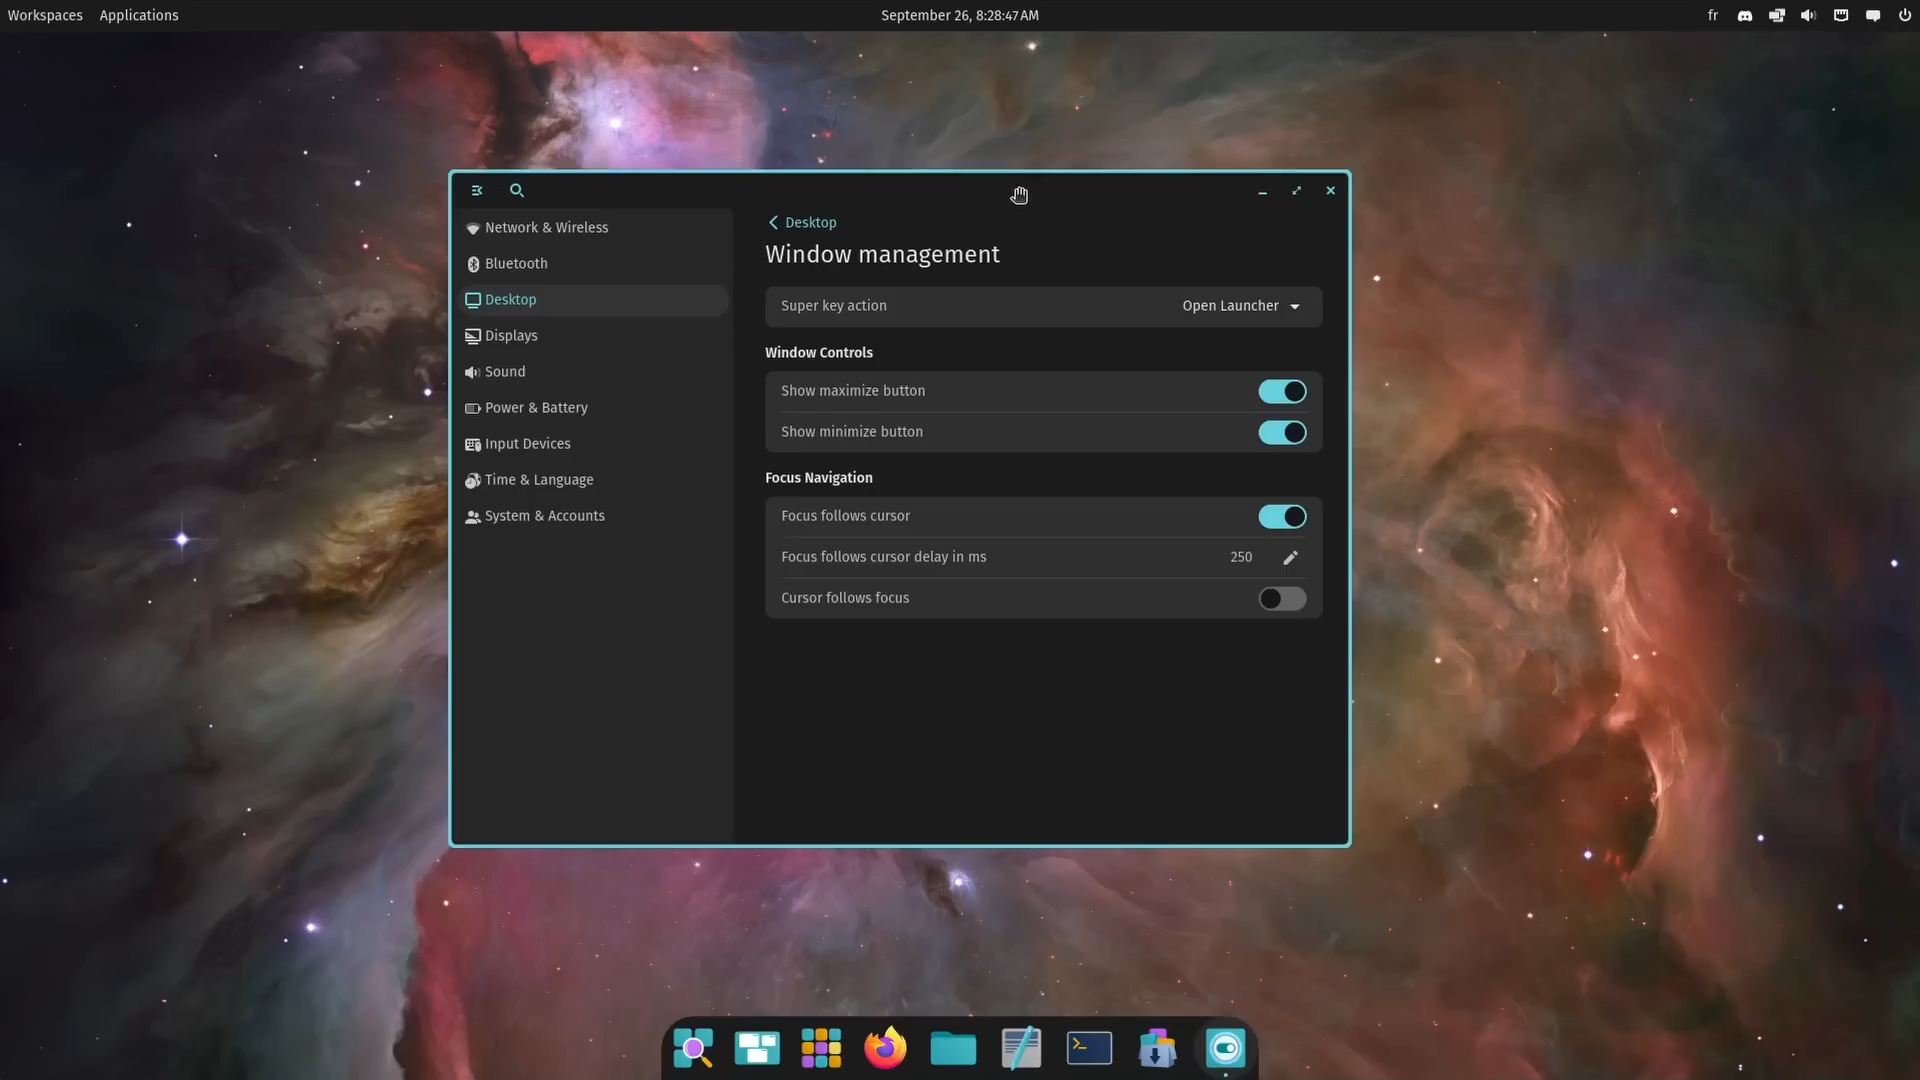 Workspaces Applications September 26, 8:28:47 AM fr
Network & Wireless
Bluetooth
Desktop
Displays
Sound
Power & Battery
Input Devices
Time & Language
System & Accounts
Desktop
Window management
Super key action Open Launcher
Window Controls
Show maximize button
Show minimize button
Focus Navigation
Focus follows cursor
Focus follows cursor delay in ms 250
Cursor follows focus